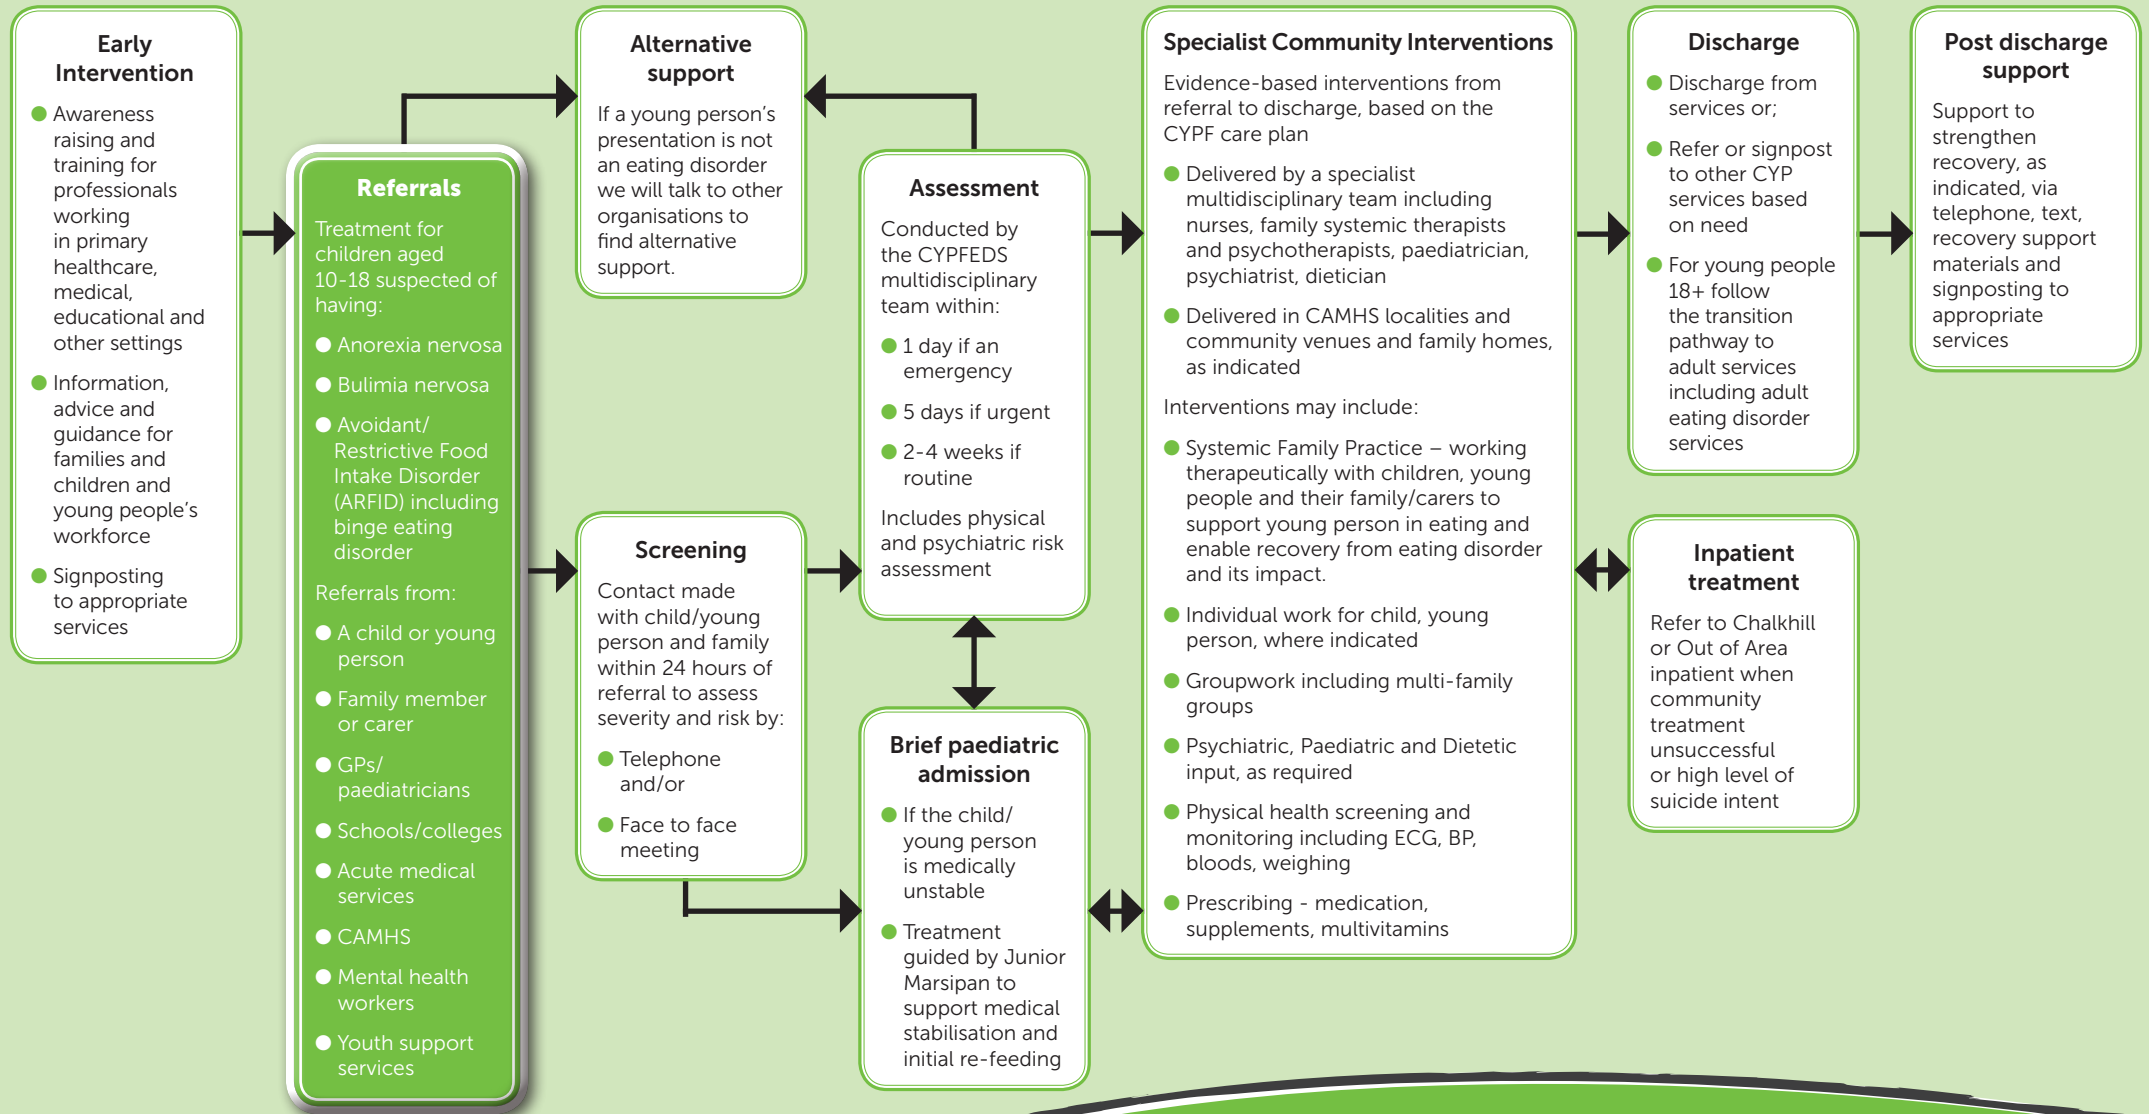 Early
Intervention
● Awareness
raising and
training for
professionals
working
in primary
healthcare,
medical,
educational and
other settings
● Information,
advice and
guidance for
families and
children and
young people's
workforce
● Signposting
to appropriate
services
Referrals
Treatment for
children aged
10-18 suspected of
having:
● Anorexia nervosa
● Bulimia nervosa
● Avoidant/
Restrictive Food
Intake Disorder
(ARFID) including
binge eating
disorder
Referrals from:
● A child or young
person
● Family member
or carer
● GPs/
paediatricians
● Schools/colleges
● Acute medical
services
● CAMHS
● Mental health
workers
● Youth support
services
Alternative
support
If a young person's
presentation is not
an eating disorder
we will talk to other
organisations to
find alternative
support.
Screening
Contact made
with child/young
person and family
within 24 hours of
referral to assess
severity and risk by:
● Telephone
and/or
● Face to face
meeting
Assessment
Conducted by
the CYPFEDS
multidisciplinary
team within:
● 1 day if an
emergency
● 5 days if urgent
● 2-4 weeks if
routine
Includes physical
and psychiatric risk
assessment
Brief paediatric
admission
● If the child/
young person
is medically
unstable
● Treatment
guided by Junior
Marsipan to
support medical
stabilisation and
initial re-feeding
Specialist Community Interventions
Evidence-based interventions from
referral to discharge, based on the
CYPF care plan
● Delivered by a specialist
multidisciplinary team including
nurses, family systemic therapists
and psychotherapists, paediatrician,
psychiatrist, dietician
● Delivered in CAMHS localities and
community venues and family homes,
as indicated
Interventions may include:
● Systemic Family Practice – working
therapeutically with children, young
people and their family/carers to
support young person in eating and
enable recovery from eating disorder
and its impact.
● Individual work for child, young
person, where indicated
● Groupwork including multi-family
groups
● Psychiatric, Paediatric and Dietetic
input, as required
● Physical health screening and
monitoring including ECG, BP,
bloods, weighing
● Prescribing - medication,
supplements, multivitamins
Discharge
● Discharge from
services or;
● Refer or signpost
to other CYP
services based
on need
● For young people
18+ follow
the transition
pathway to
adult services
including adult
eating disorder
services
Inpatient
treatment
Refer to Chalkhill
or Out of Area
inpatient when
community
treatment
unsuccessful
or high level of
suicide intent
Post discharge
support
Support to
strengthen
recovery, as
indicated, via
telephone, text,
recovery support
materials and
signposting to
appropriate
services